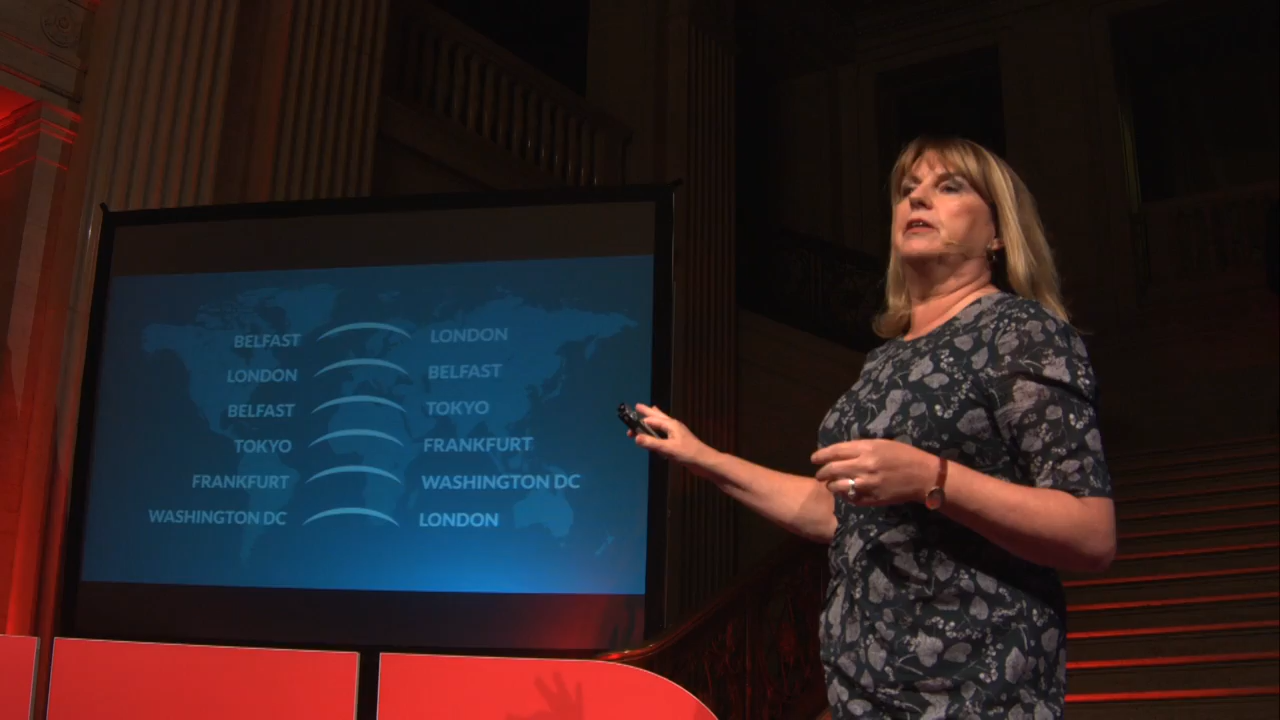 BELFAST LONDON
LONDON BELFAST
BELFAST TOKYO
TOKYO FRANKFURT
FRANKFURT WASHINGTON DC
WASHINGTON DC LONDON